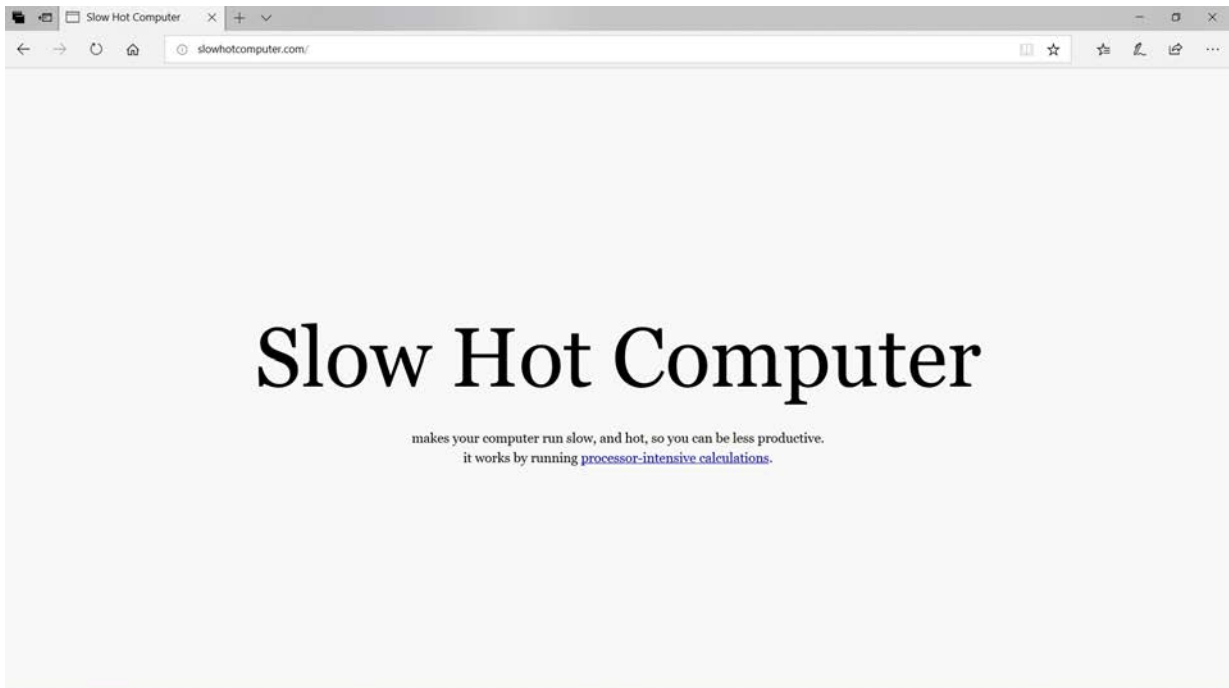 Slow Hot Computer
slowhotcomputer.com/
Slow Hot Computer
makes your computer run slow, and hot, so you can be less productive.
it works by running processor-intensive calculations.